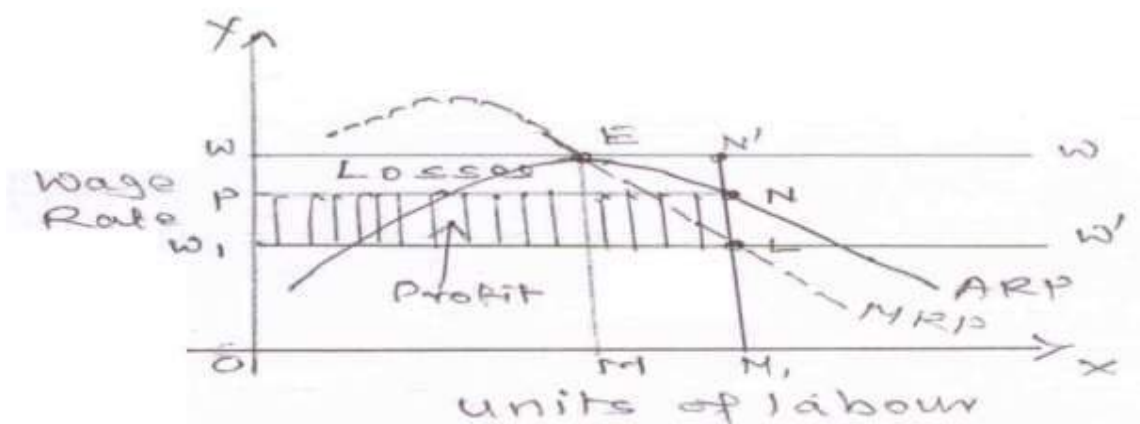 Y
E N'
W W
Losses
Wage P N
Rate
W1 L W'
Profit ARP
MRP
O M M1 X
units of labour